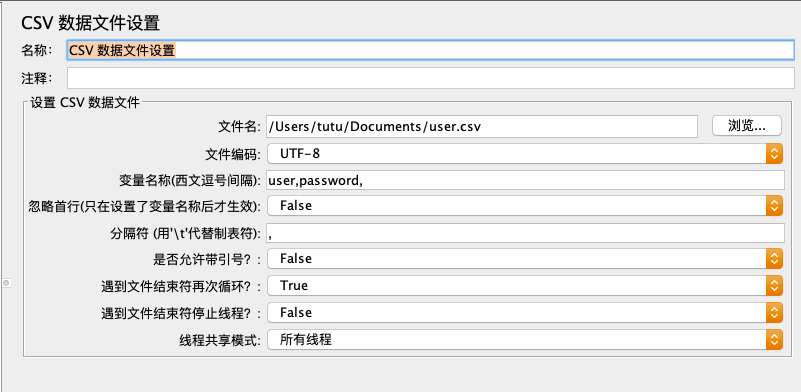 CSV 数据文件设置
名称： CSV 数据文件设置
注释：
设置 CSV 数据文件
文件名: /Users/tutu/Documents/user.csv 浏览...
文件编码: UTF-8
变量名称(西文逗号间隔): user,password,
忽略首行(只在设置了变量名称后才生效): False
分隔符 (用'\t'代替制表符): ,
是否允许带引号？: False
遇到文件结束符再次循环？: True
遇到文件结束符停止线程？: False
线程共享模式: 所有线程